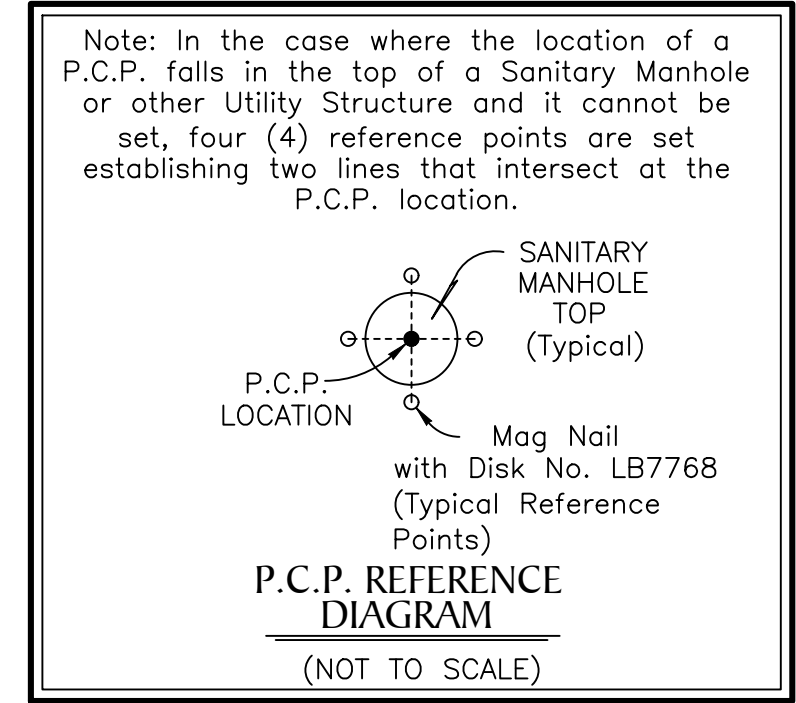 Note: In the case where the location of a
P.C.P. falls in the top of a Sanitary Manhole
or other Utility Structure and it cannot be
set, four (4) reference points are set
establishing two lines that intersect at the
P.C.P. location.
SANITARY
MANHOLE
TOP
(Typical)
P.C.P.
LOCATION
Mag Nail
with Disk No. LB7768
(Typical Reference
Points)
P.C.P. REFERENCE
DIAGRAM
(NOT TO SCALE)